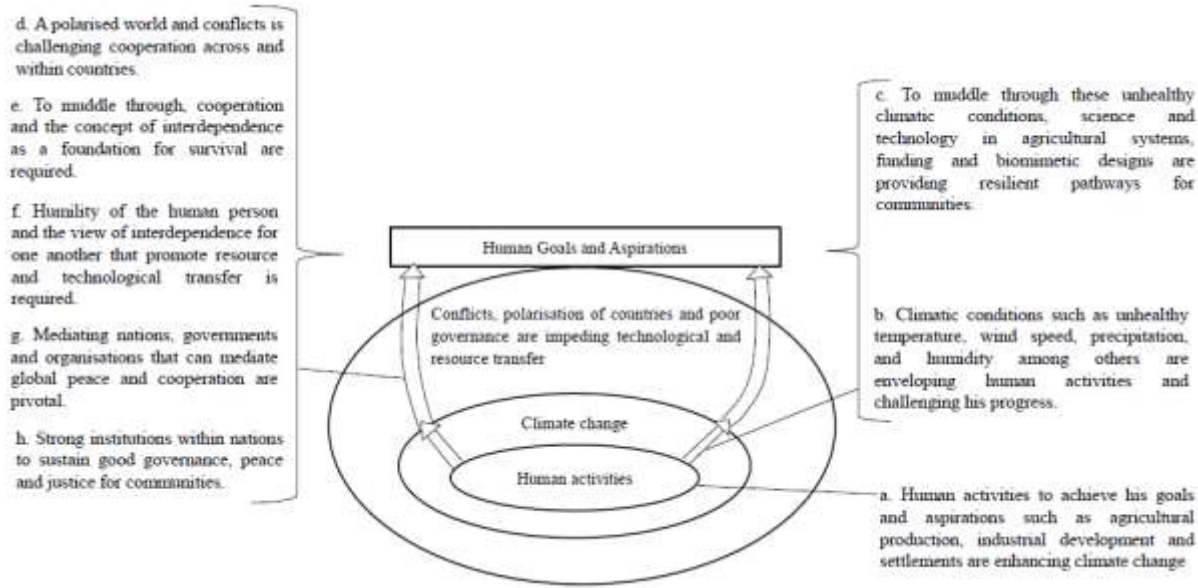 d. A polarised world and conflicts is
challenging cooperation across and
within countries.
e. To muddle through, cooperation
and the concept of interdependence
as a foundation for survival are
required.
f. Humility of the human person
and the view of interdependence for
one another that promote resource
and technological transfer is
required.
g. Mediating nations, governments
and organisations that can mediate
global peace and cooperation are
pivotal.
h. Strong institutions within nations
to sustain good governance, peace
and justice for communities.
Human Goals and Aspirations
Conflicts, polarisation of countries and poor
governance are impeding technological and
resource transfer
Climate change
Human activities
c. To muddle through these unhealthy
climatic conditions, science and
technology in agricultural systems,
funding and biomimetic designs are
providing resilient pathways for
communities.
b. Climatic conditions such as unhealthy
temperature, wind speed, precipitation,
and humidity among others are
enveloping human activities and
challenging his progress.
a. Human activities to achieve his goals
and aspirations such as agricultural
production, industrial development and
settlements are enhancing climate change